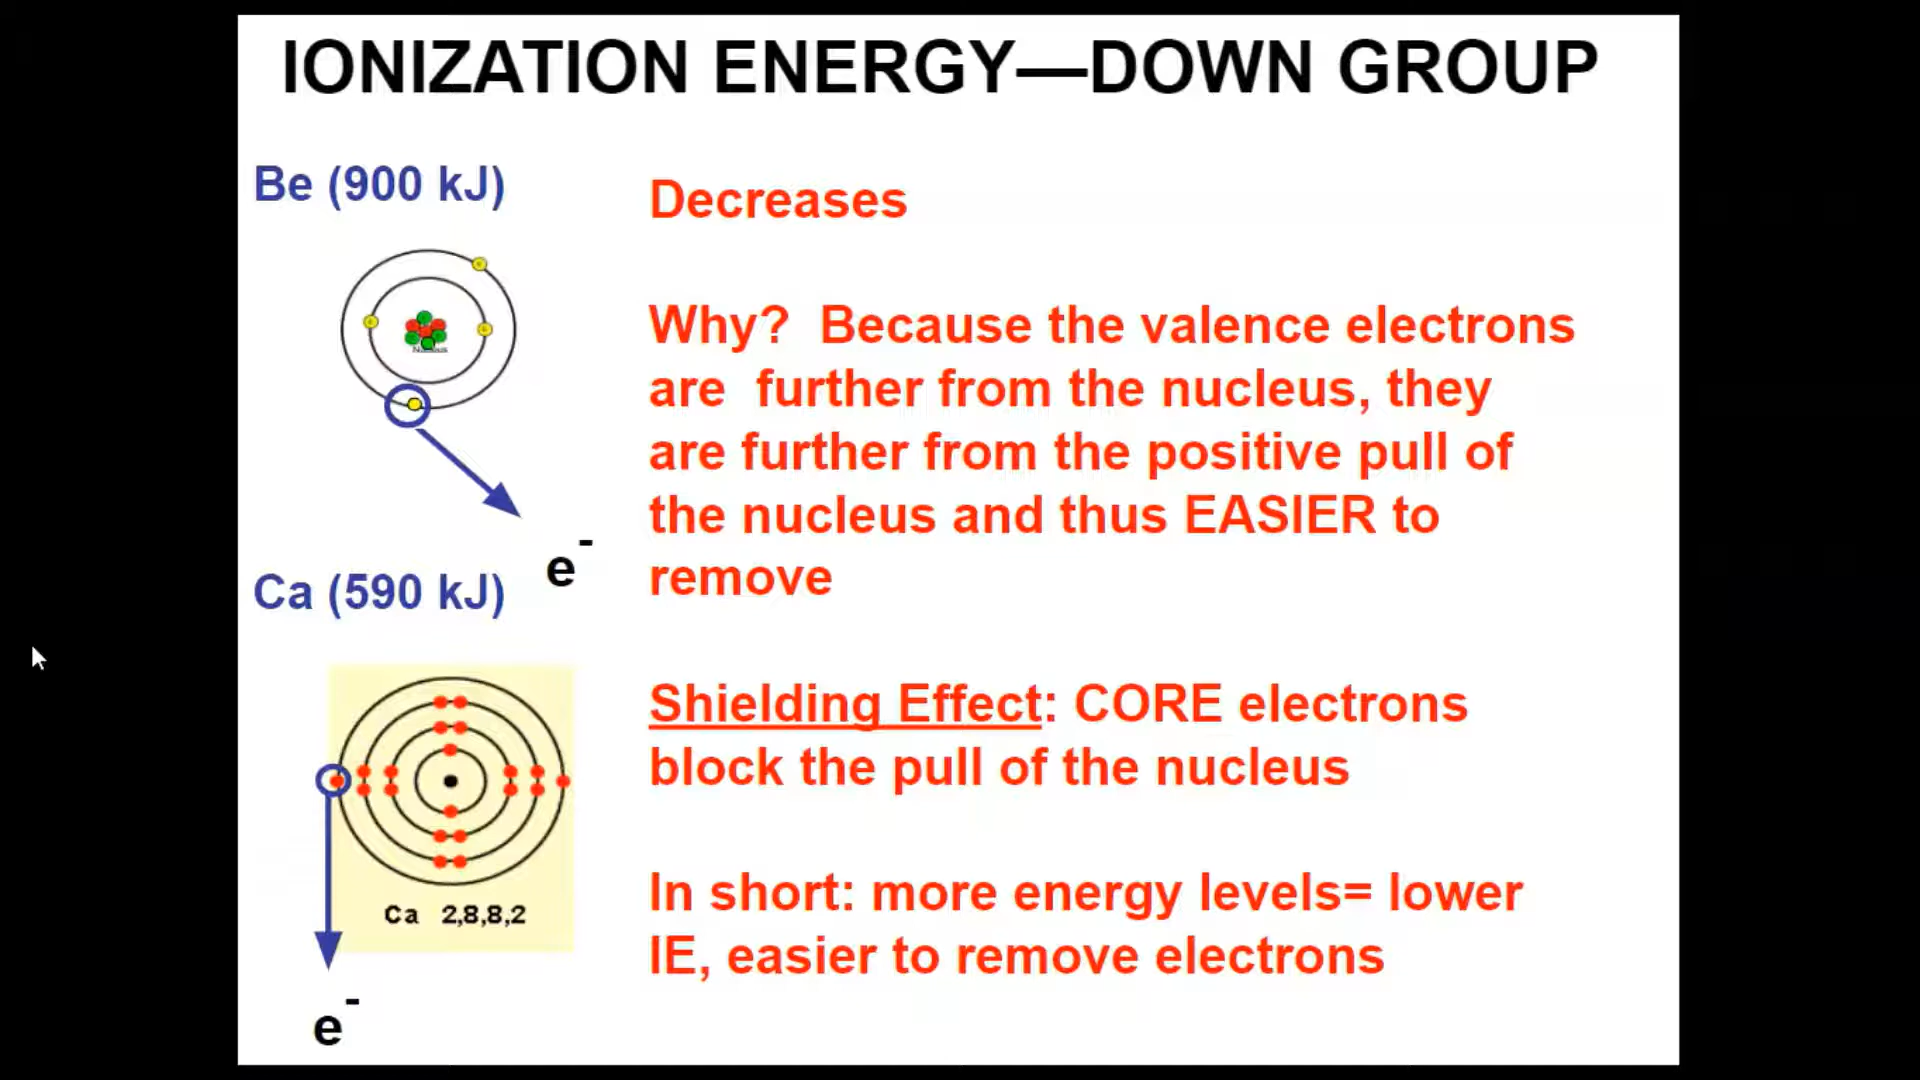 IONIZATION ENERGY—DOWN GROUP
Be (900 kJ)
Nucleus
e-
Ca (590 kJ)
Ca 2,8,8,2
e-
Decreases
Why? Because the valence electrons
are further from the nucleus, they
are further from the positive pull of
the nucleus and thus EASIER to
remove
Shielding Effect: CORE electrons
block the pull of the nucleus
In short: more energy levels= lower
IE, easier to remove electrons